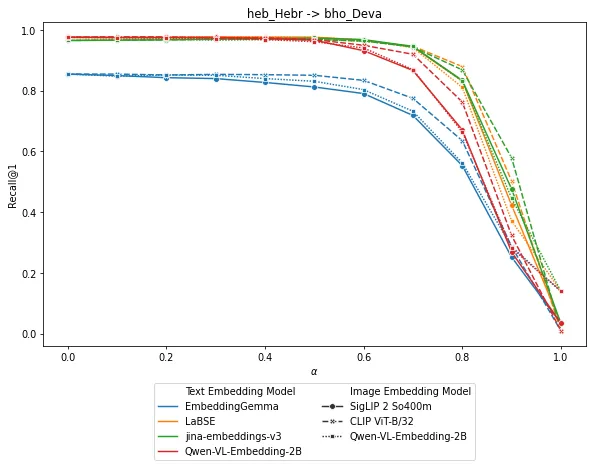 heb_Hebr -> bho_Deva
1.0
0.8
0.6
0.4
0.2
0.0
Recall@1
0.0 0.2 0.4 0.6 0.8 1.0
α
Text Embedding Model Image Embedding Model
EmbeddingGemma SigLIP 2 So400m
LaBSE CLIP ViT-B/32
jina-embeddings-v3 Qwen-VL-Embedding-2B
Qwen-VL-Embedding-2B